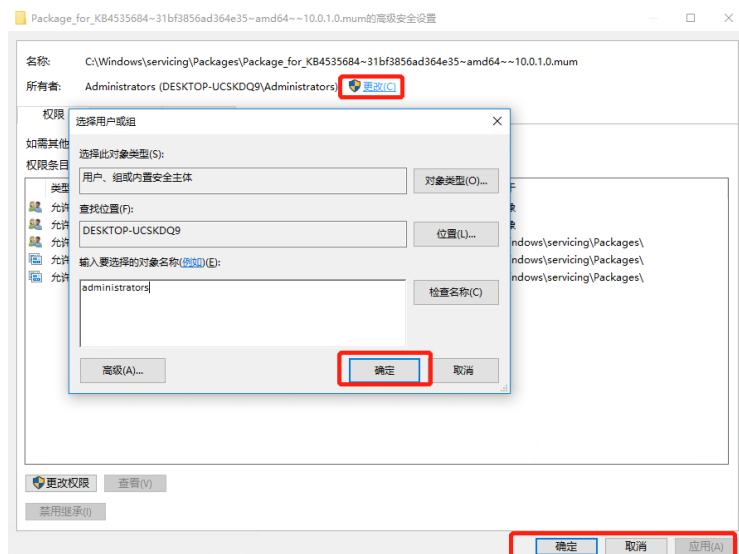 Package_for_KB4535684~31bf3856ad364e35~amd64~~10.0.1.0.mum的高级安全设置
名称: C:\Windows\servicing\Packages\Package_for_KB4535684~31bf3856ad364e35~amd64~~10.0.1.0.mum
所有者: Administrators (DESKTOP-UCSKDQ9\Administrators) 更改(C)
权限
选择用户或组
如需其他
选择此对象类型(S):
权限条目
用户、组或内置安全主体 对象类型(O)...
类型
查找位置(F):
允许
DESKTOP-UCSKDQ9 位置(L)...
允许
允许 ndows\servicing\Packages\
输入要选择的对象名称(例如)(E):
允许 ndows\servicing\Packages\
允许 ndows\servicing\Packages\
administrators 检查名称(C)
高级(A)... 确定 取消
更改权限 查看(V)
禁用继承(I)
确定 取消 应用(A)